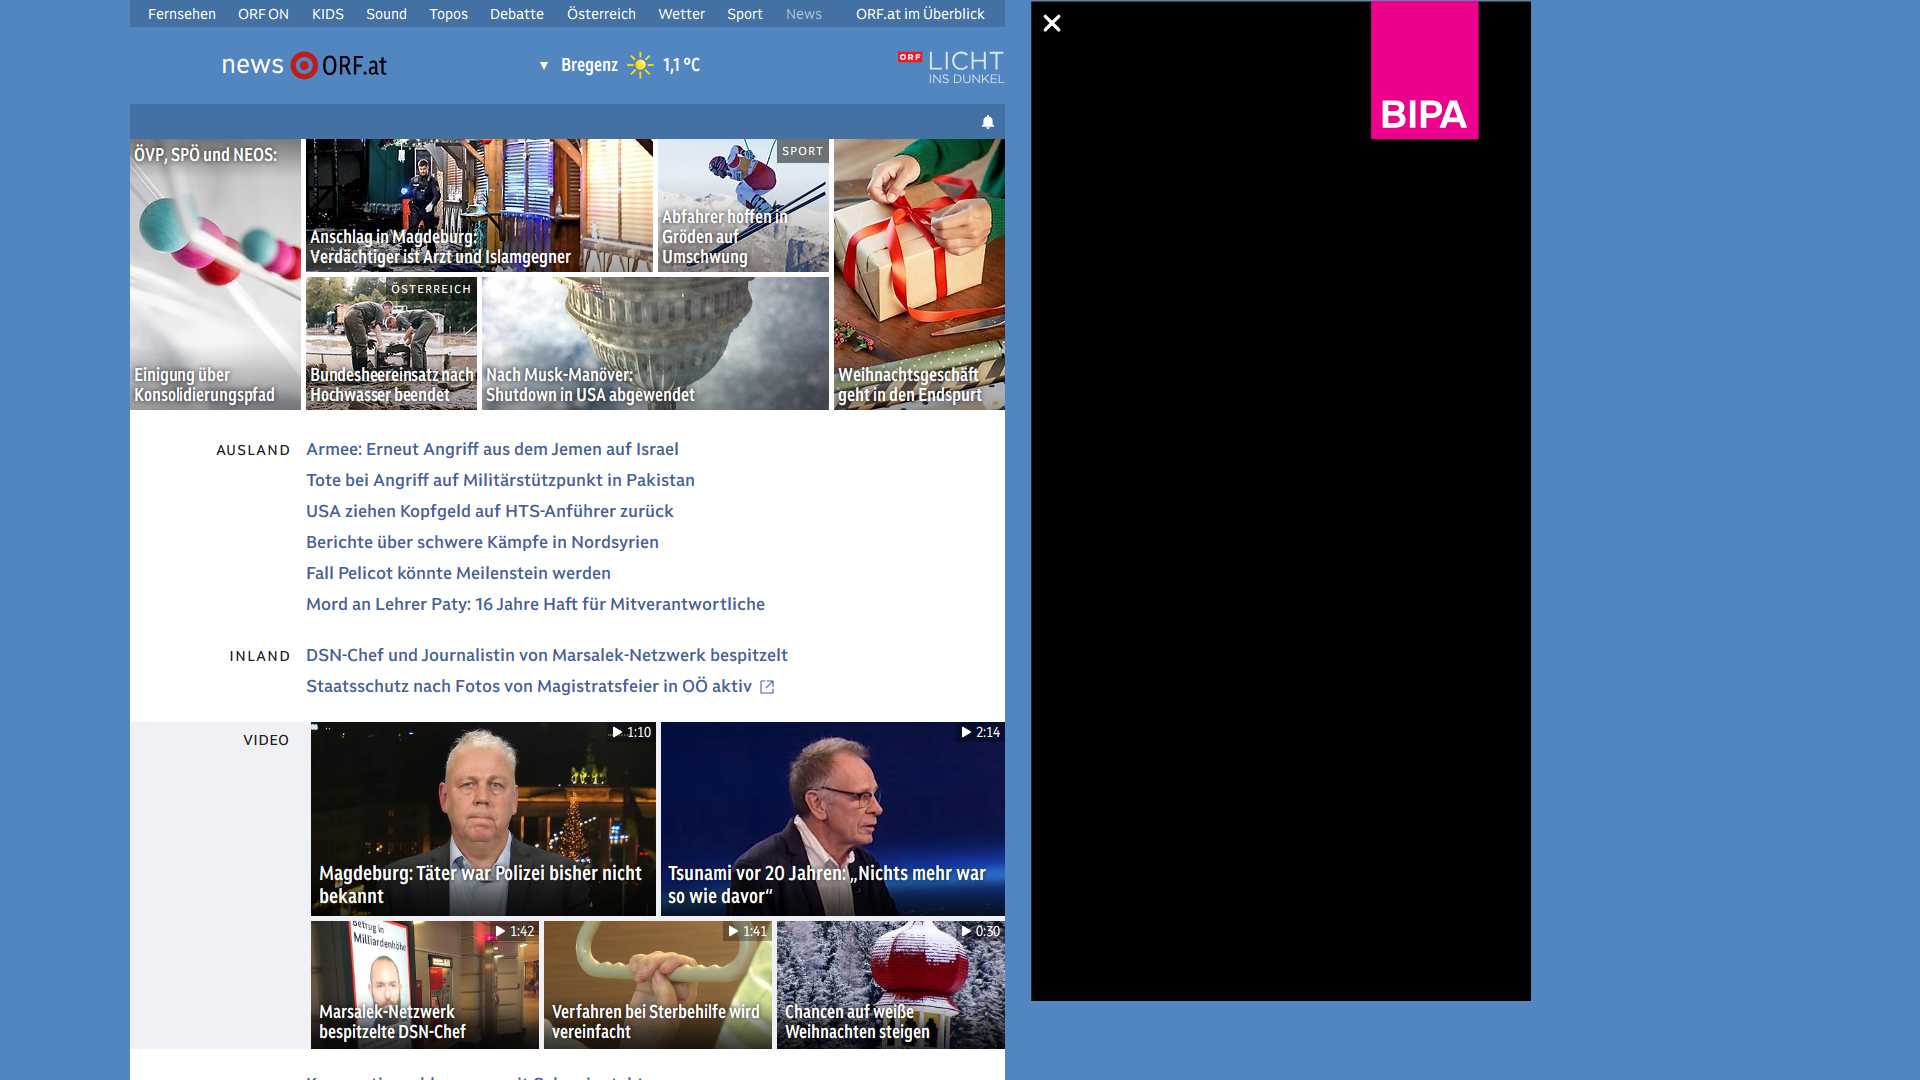 Fernsehen ORF ON KIDS Sound Topos Debatte Österreich Wetter Sport News ORF.at im Überblick
news ORF.at
Bregenz 1,1 °C
ORF LICHT
INS DUNKEL
BIPA
ÖVP, SPÖ und NEOS:
Einigung über
Konsolidierungspfad
Anschlag in Magdeburg:
Verdächtiger ist Arzt und Islamgegner
SPORT
Abfahrer hoffen in
Gröden auf
Umschwung
ÖSTERREICH
Bundesheereinsatz nach
Hochwasser beendet
Nach Musk-Manöver:
Shutdown in USA abgewendet
Weihnachtsgeschäft
geht in den Endspurt
AUSLAND
Armee: Erneut Angriff aus dem Jemen auf Israel
Tote bei Angriff auf Militärstützpunkt in Pakistan
USA ziehen Kopfgeld auf HTS-Anführer zurück
Berichte über schwere Kämpfe in Nordsyrien
Fall Pelicot könnte Meilenstein werden
Mord an Lehrer Paty: 16 Jahre Haft für Mitverantwortliche
INLAND
DSN-Chef und Journalistin von Marsalek-Netzwerk bespitzelt
Staatsschutz nach Fotos von Magistratsfeier in OÖ aktiv
VIDEO
1:10
Magdeburg: Täter war Polizei bisher nicht
bekannt
2:14
Tsunami vor 20 Jahren: „Nichts mehr war
so wie davor“
Betrug in
Milliardenhöhe
1:42
Marsalek-Netzwerk
bespitzelte DSN-Chef
1:41
Verfahren bei Sterbehilfe wird
vereinfacht
0:30
Chancen auf weiße
Weihnachten steigen